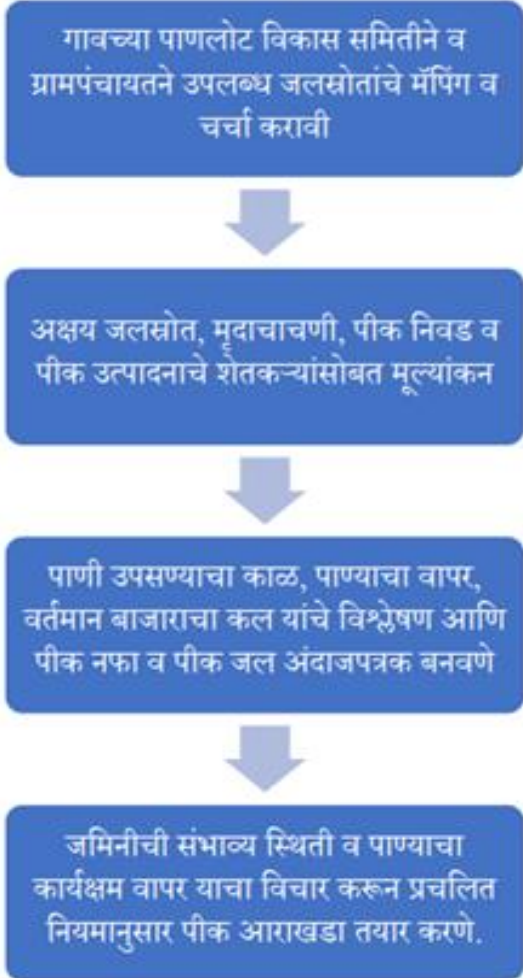 गावच्या पाणलोट विकास समितीने व
ग्रामपंचायतने उपलब्ध जलस्रोतांचे मॅपिंग व
चर्चा करावी
अक्षय जलस्रोत, मृदाचाचणी, पीक निवड व
पीक उत्पादनाचे शेतकऱ्यांसोबत मूल्यांकन
पाणी उपसण्याचा काळ, पाण्याचा वापर,
वर्तमान बाजाराचा कल यांचे विश्लेषण आणि
पीक नफा व पीक जल अंदाजपत्रक बनवणे
जमिनीची संभाव्य स्थिती व पाण्याचा
कार्यक्षम वापर याचा विचार करून प्रचलित
नियमानुसार पीक आराखडा तयार करणे.